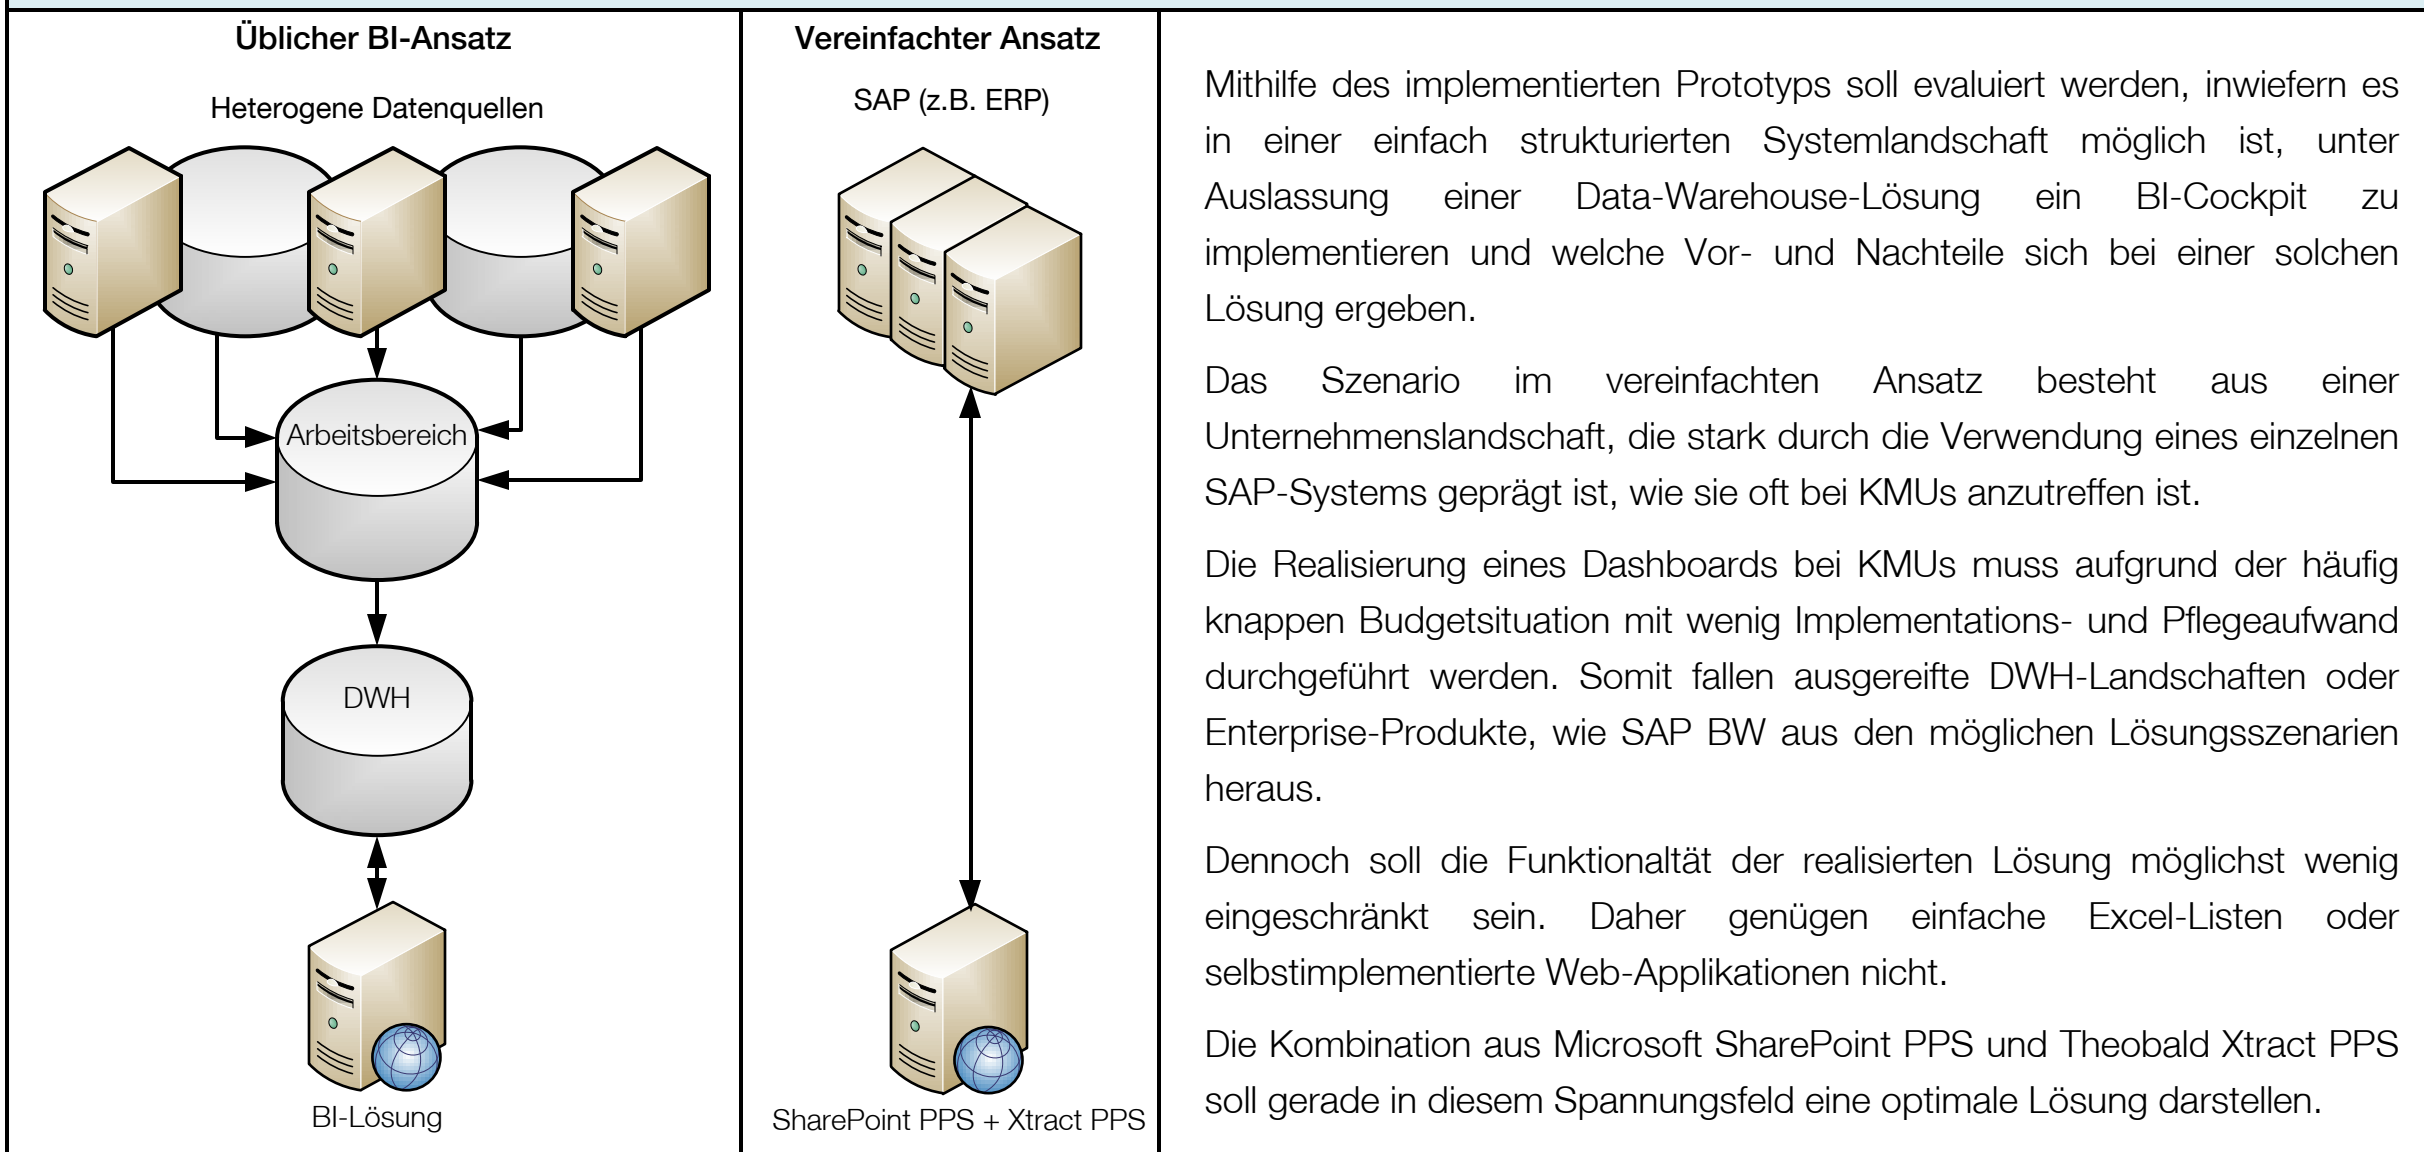 Üblicher BI-Ansatz
Heterogene Datenquellen
Arbeitsbereich
DWH
BI-Lösung
Vereinfachter Ansatz
SAP (z.B. ERP)
SharePoint PPS + Xtract PPS
Mithilfe des implementierten Prototyps soll evaluiert werden, inwiefern es
in einer einfach strukturierten Systemlandschaft möglich ist, unter
Auslassung einer Data-Warehouse-Lösung ein BI-Cockpit zu
implementieren und welche Vor- und Nachteile sich bei einer solchen
Lösung ergeben.
Das Szenario im vereinfachten Ansatz besteht aus einer
Unternehmenslandschaft, die stark durch die Verwendung eines einzelnen
SAP-Systems geprägt ist, wie sie oft bei KMUs anzutreffen ist.
Die Realisierung eines Dashboards bei KMUs muss aufgrund der häufig
knappen Budgetsituation mit wenig Implementations- und Pflegeaufwand
durchgeführt werden. Somit fallen ausgereifte DWH-Landschaften oder
Enterprise-Produkte, wie SAP BW aus den möglichen Lösungsszenarien
heraus.
Dennoch soll die Funktionaltät der realisierten Lösung möglichst wenig
eingeschränkt sein. Daher genügen einfache Excel-Listen oder
selbstimplementierte Web-Applikationen nicht.
Die Kombination aus Microsoft SharePoint PPS und Theobald Xtract PPS
soll gerade in diesem Spannungsfeld eine optimale Lösung darstellen.